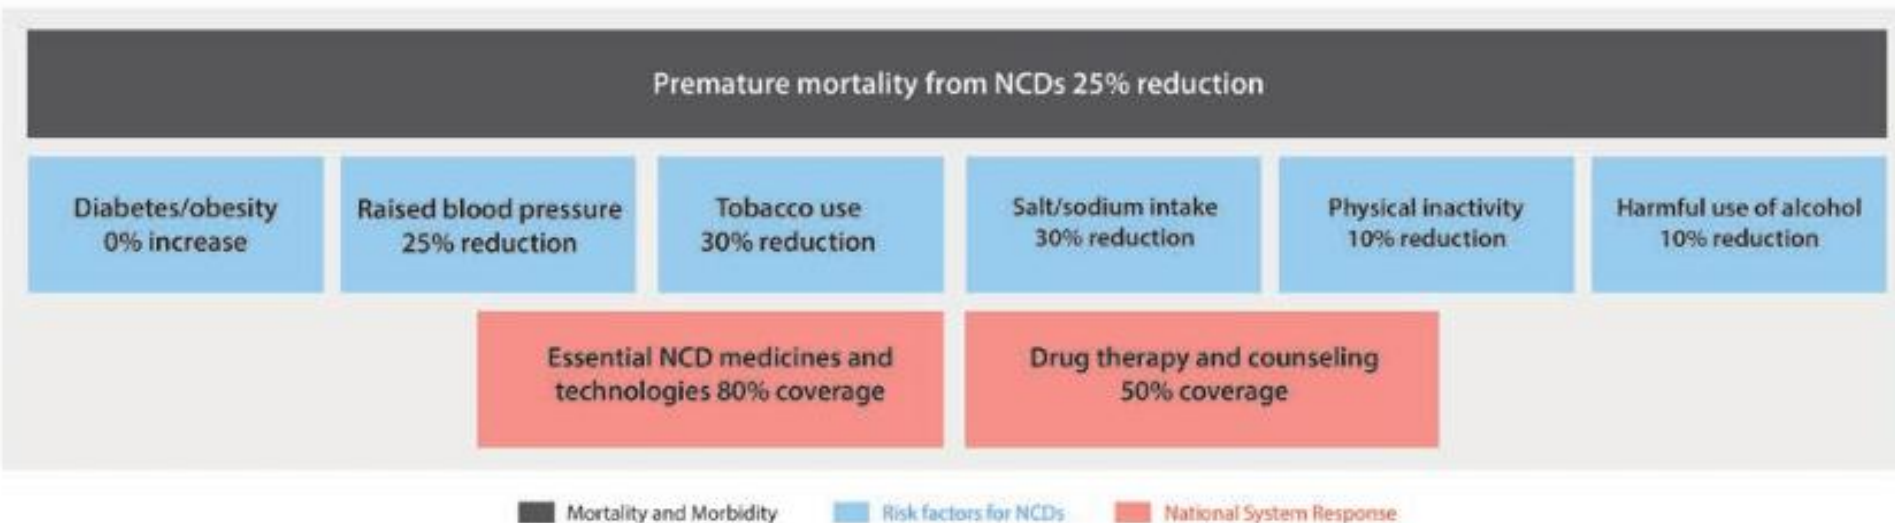 Premature mortality from NCDs 25% reduction
Diabetes/obesity
0% increase
Raised blood pressure
25% reduction
Tobacco use
30% reduction
Salt/sodium intake
30% reduction
Physical inactivity
10% reduction
Harmful use of alcohol
10% reduction
Essential NCD medicines and
technologies 80% coverage
Drug therapy and counseling
50% coverage
Mortality and Morbidity
Risk factors for NCDs
National System Response